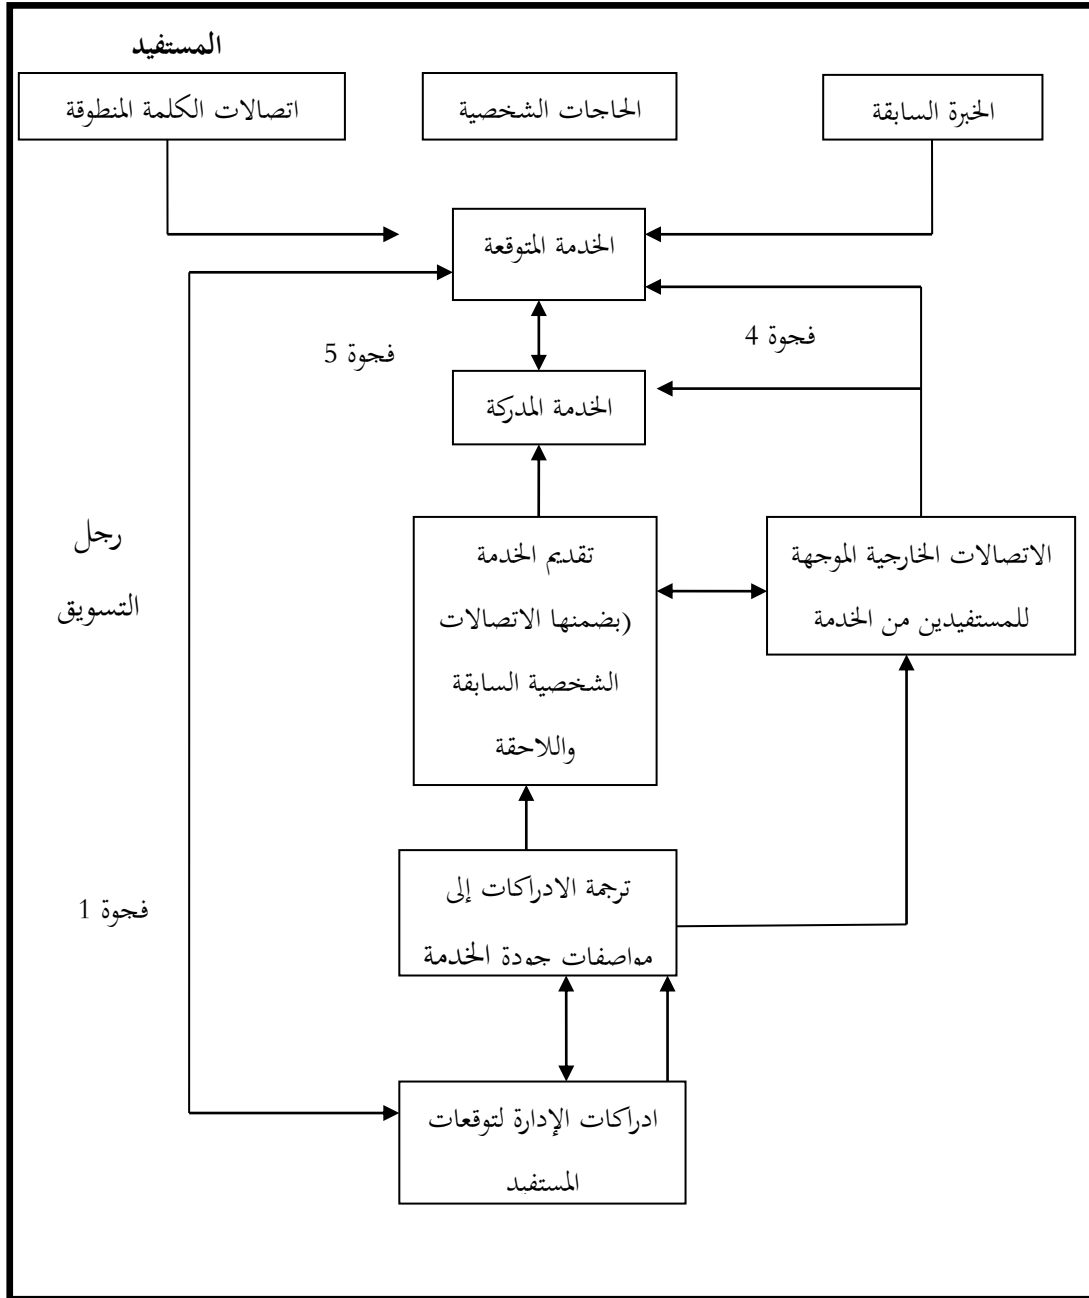 المستفيد
الخبرة السابقة
الحاجات الشخصية
اتصالات الكلمة المنطوقة
الخدمة المتوقعة
فجوة 4
فجوة 5
الخدمة المدركة
رجل
التسويق
الاتصالات الخارجية الموجهة
للمستفيدين من الخدمة
تقديم الخدمة
(بضمنها الاتصالات
الشخصية السابقة
واللاحقة
ترجمة الادراكات إلى
مواصفات جودة الخدمة
فجوة 1
ادراكات الإدارة لتوقعات
المستفيد